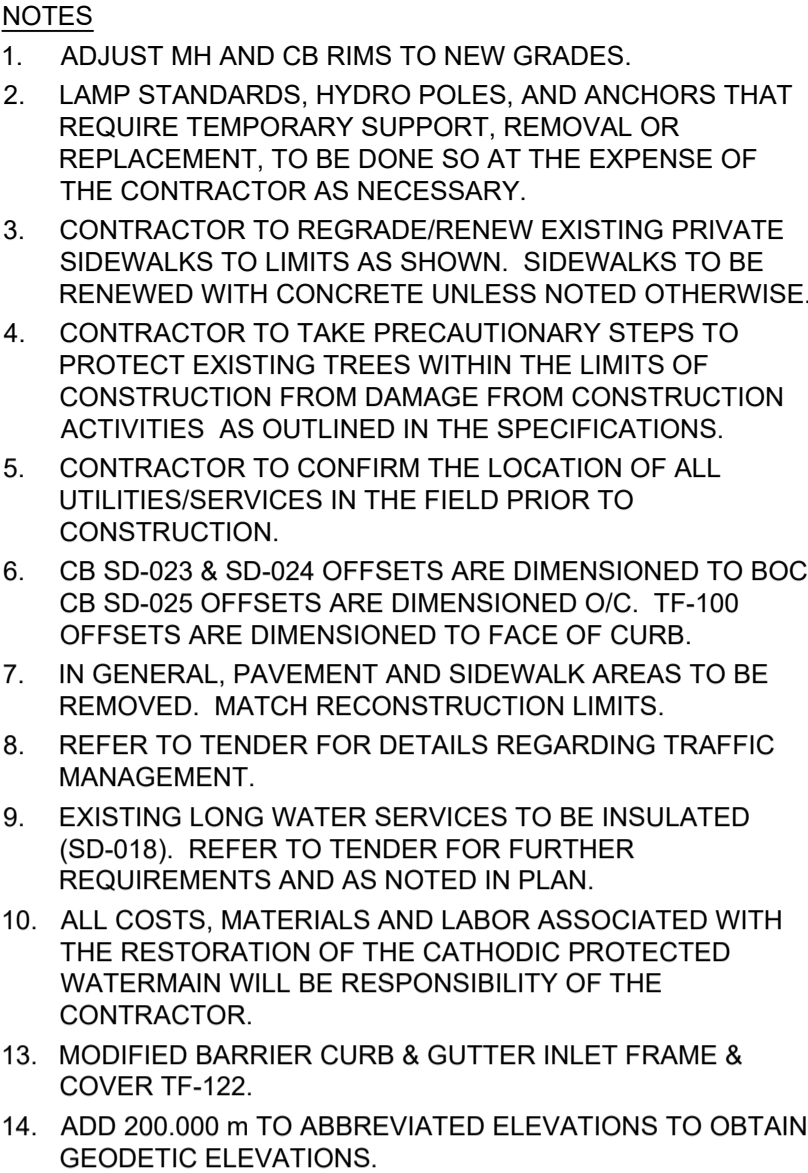 NOTES
1. ADJUST MH AND CB RIMS TO NEW GRADES.
2. LAMP STANDARDS, HYDRO POLES, AND ANCHORS THAT
REQUIRE TEMPORARY SUPPORT, REMOVAL OR
REPLACEMENT, TO BE DONE SO AT THE EXPENSE OF
THE CONTRACTOR AS NECESSARY.
3. CONTRACTOR TO REGRADE/RENEW EXISTING PRIVATE
SIDEWALKS TO LIMITS AS SHOWN. SIDEWALKS TO BE
RENEWED WITH CONCRETE UNLESS NOTED OTHERWISE.
4. CONTRACTOR TO TAKE PRECAUTIONARY STEPS TO
PROTECT EXISTING TREES WITHIN THE LIMITS OF
CONSTRUCTION FROM DAMAGE FROM CONSTRUCTION
ACTIVITIES AS OUTLINED IN THE SPECIFICATIONS.
5. CONTRACTOR TO CONFIRM THE LOCATION OF ALL
UTILITIES/SERVICES IN THE FIELD PRIOR TO
CONSTRUCTION.
6. CB SD-023 & SD-024 OFFSETS ARE DIMENSIONED TO BOC
CB SD-025 OFFSETS ARE DIMENSIONED O/C. TF-100
OFFSETS ARE DIMENSIONED TO FACE OF CURB.
7. IN GENERAL, PAVEMENT AND SIDEWALK AREAS TO BE
REMOVED. MATCH RECONSTRUCTION LIMITS.
8. REFER TO TENDER FOR DETAILS REGARDING TRAFFIC
MANAGEMENT.
9. EXISTING LONG WATER SERVICES TO BE INSULATED
(SD-018). REFER TO TENDER FOR FURTHER
REQUIREMENTS AND AS NOTED IN PLAN.
10. ALL COSTS, MATERIALS AND LABOR ASSOCIATED WITH
THE RESTORATION OF THE CATHODIC PROTECTED
WATERMAIN WILL BE RESPONSIBILITY OF THE
CONTRACTOR.
13. MODIFIED BARRIER CURB & GUTTER INLET FRAME &
COVER TF-122.
14. ADD 200.000 m TO ABBREVIATED ELEVATIONS TO OBTAIN
GEODETIC ELEVATIONS.